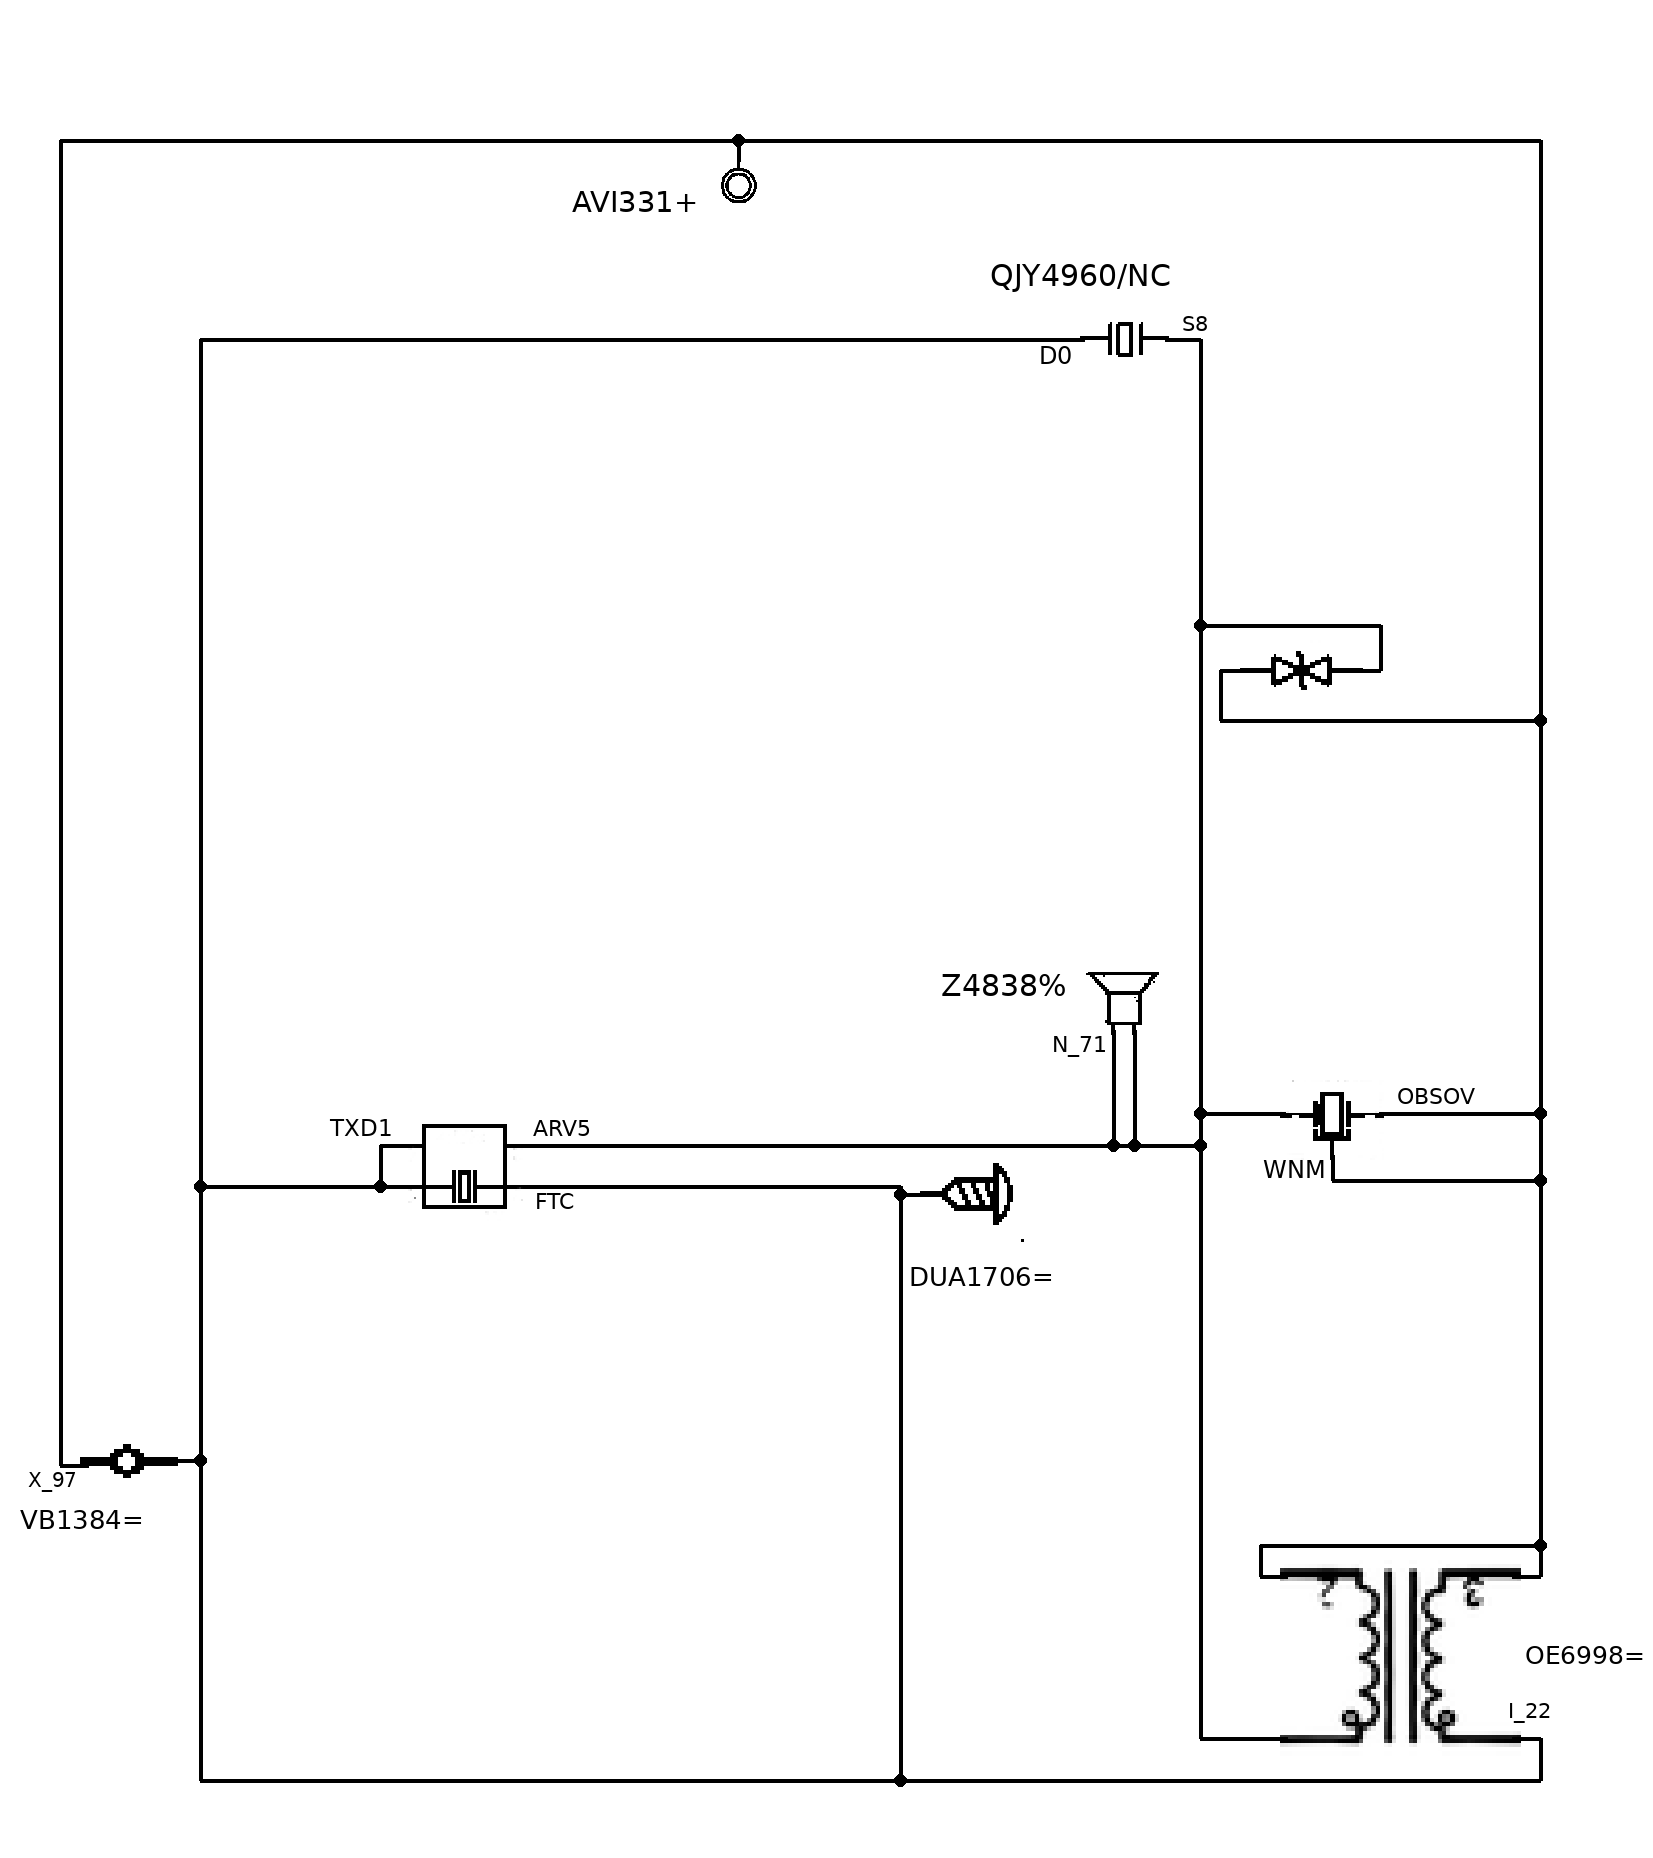 AVI331+
QJY4960/NC
S8
D0
Z4838%
N_71
OBSOV
TXD1
ARV5
WNM
FTC
DUA1706=
X_97
VB1384=
OE6998=
I_22